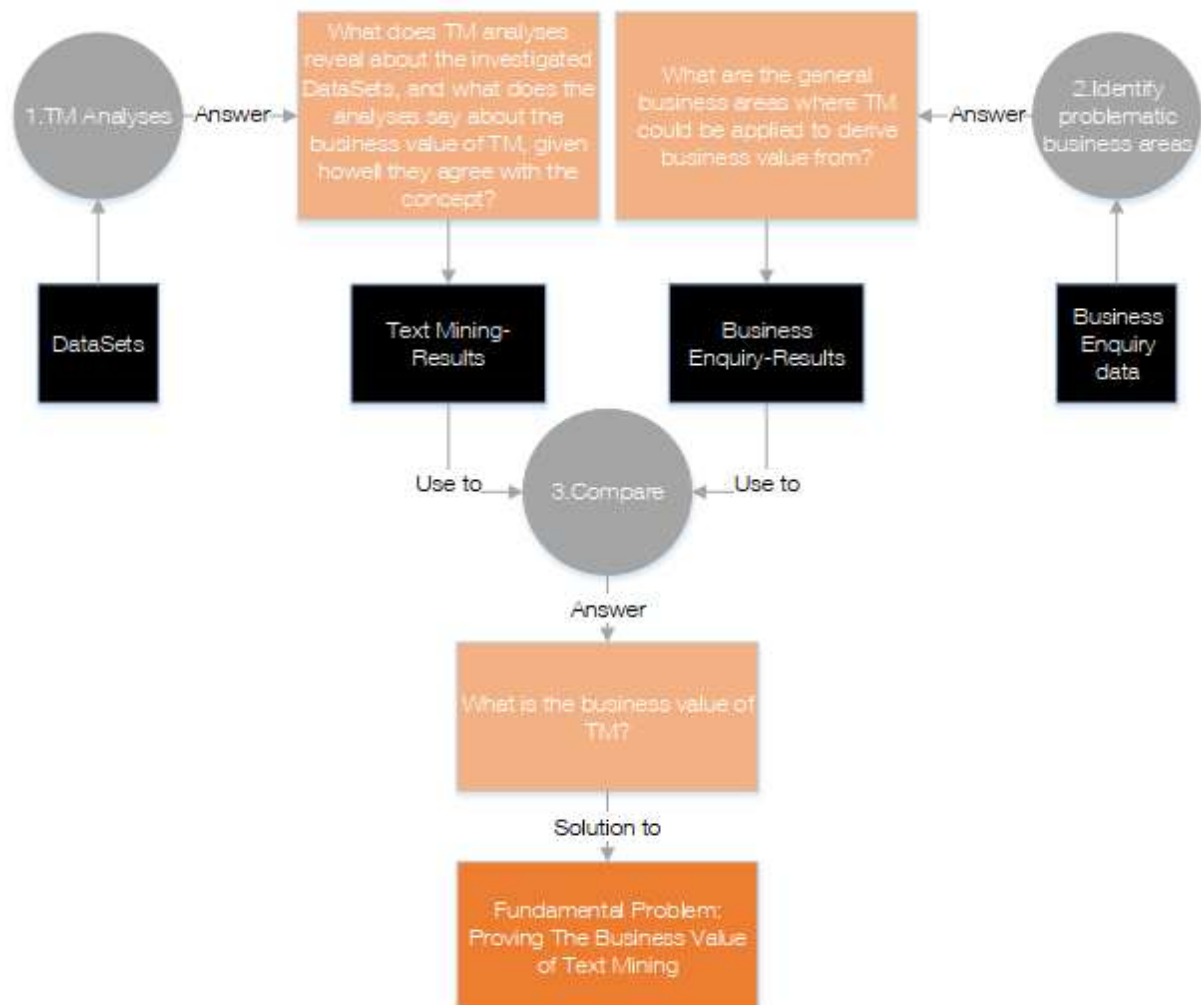 What does TM analyses
reveal about the investigated
DataSets, and what does the
analyses say about the
business value of TM, given
howell they agree with the
concept?
What are the general
business areas where TM
could be applied to derive
business value from?
1.TM Analyses
Answer
Answer
2.Identify
problematic
business areas
DataSets
Text Mining-
Results
Business
Enquiry-Results
Business
Enquiry
data
Use to
3.Compare
Use to
Answer
What is the business value of
TM?
Solution to
Fundamental Problem:
Proving The Business Value
of Text Mining